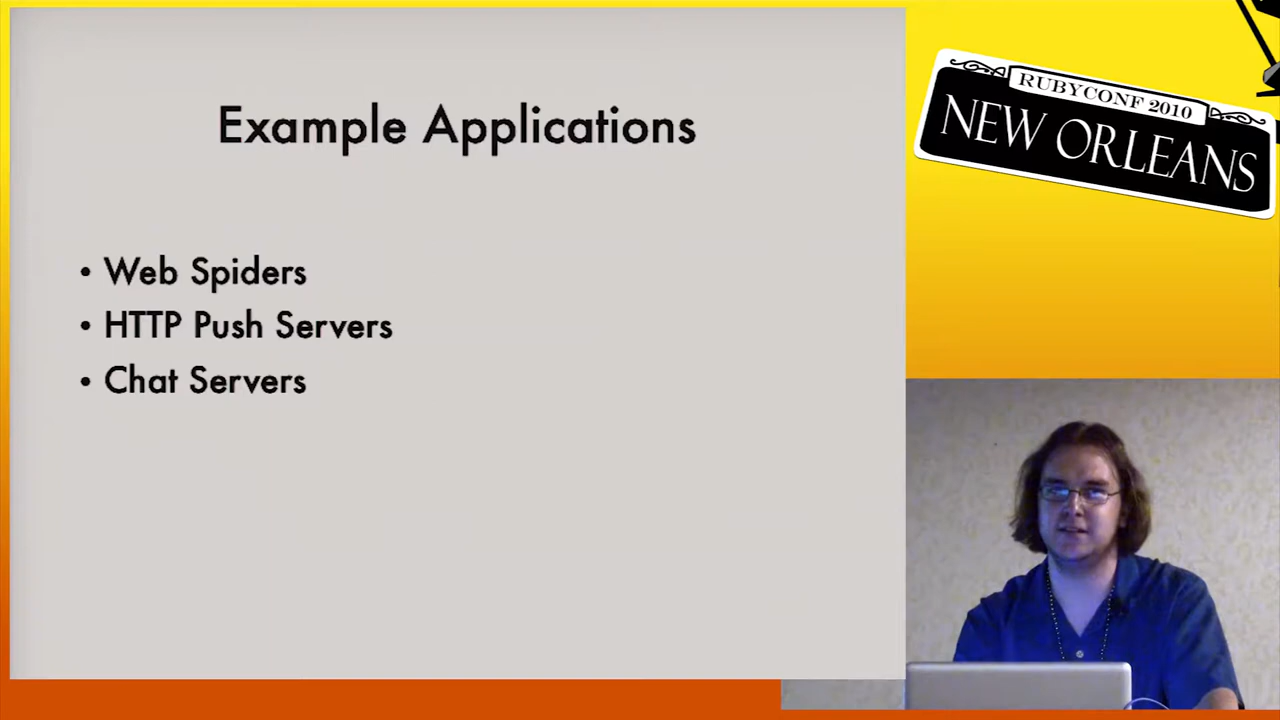 Example Applications
• Web Spiders
• HTTP Push Servers
• Chat Servers
RUBYCONF 2010
NEW ORLEANS